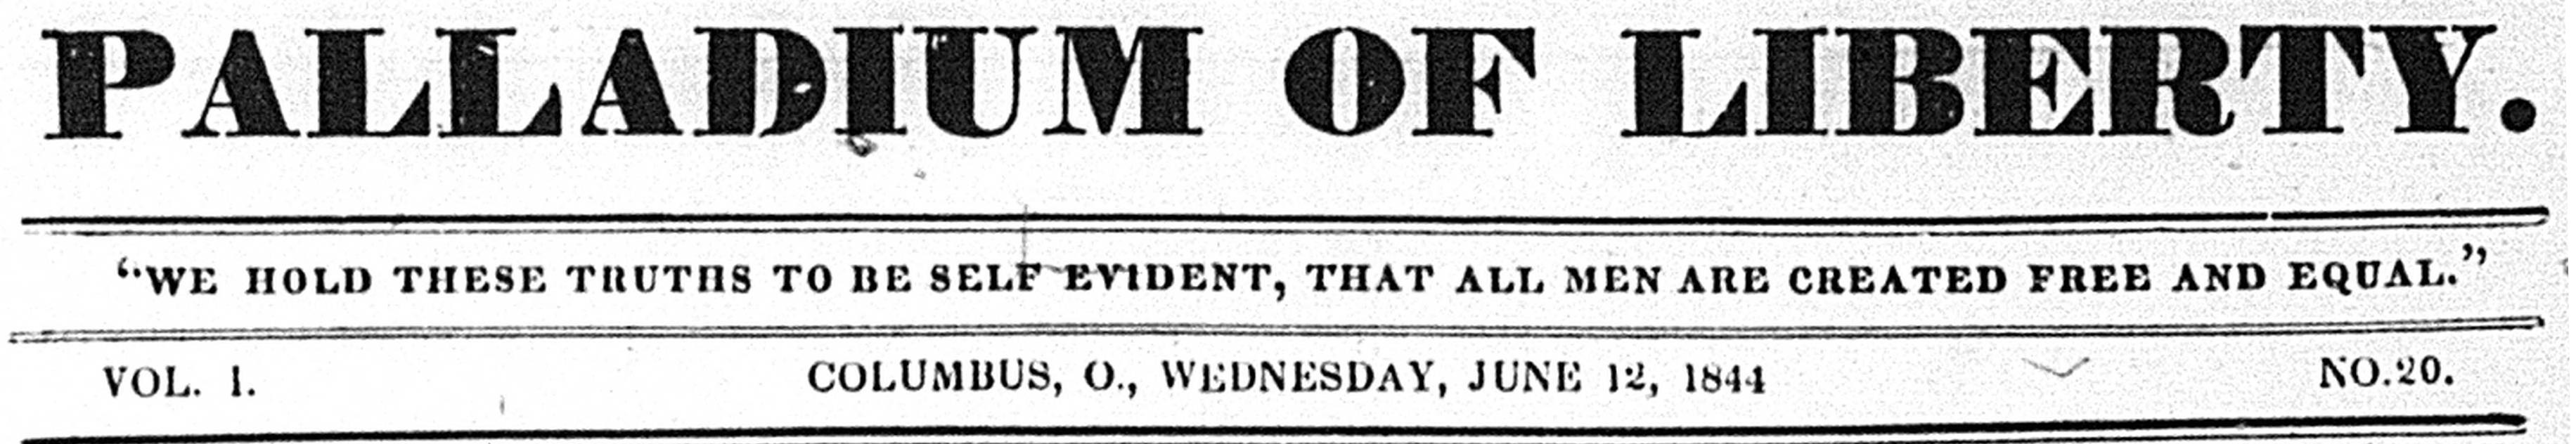 PALLADIUM OF LIBERTY.
"WE HOLD THESE TRUTHS TO BE SELF EVIDENT, THAT ALL MEN ARE CREATED FREE AND EQUAL."
VOL. 1. COLUMBUS, O., WEDNESDAY, JUNE 12, 1844 NO.20.